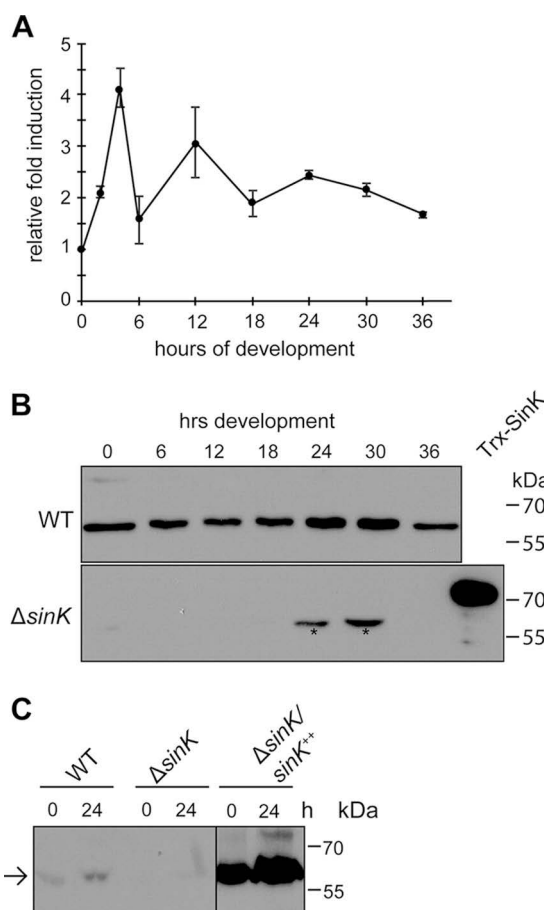 A
5
4
3
2
1
0
relative fold induction
0 6 12 18 24 30 36
hours of development
B
hrs development
0 6 12 18 24 30 36
Trx-SinK
kDa
WT
−70
−55
ΔsinK
* *
−70
−55
C
WT ΔsinK ΔsinK/
sinK⁺⁺
0 24 0 24 0 24 h kDa
→
−70
−55